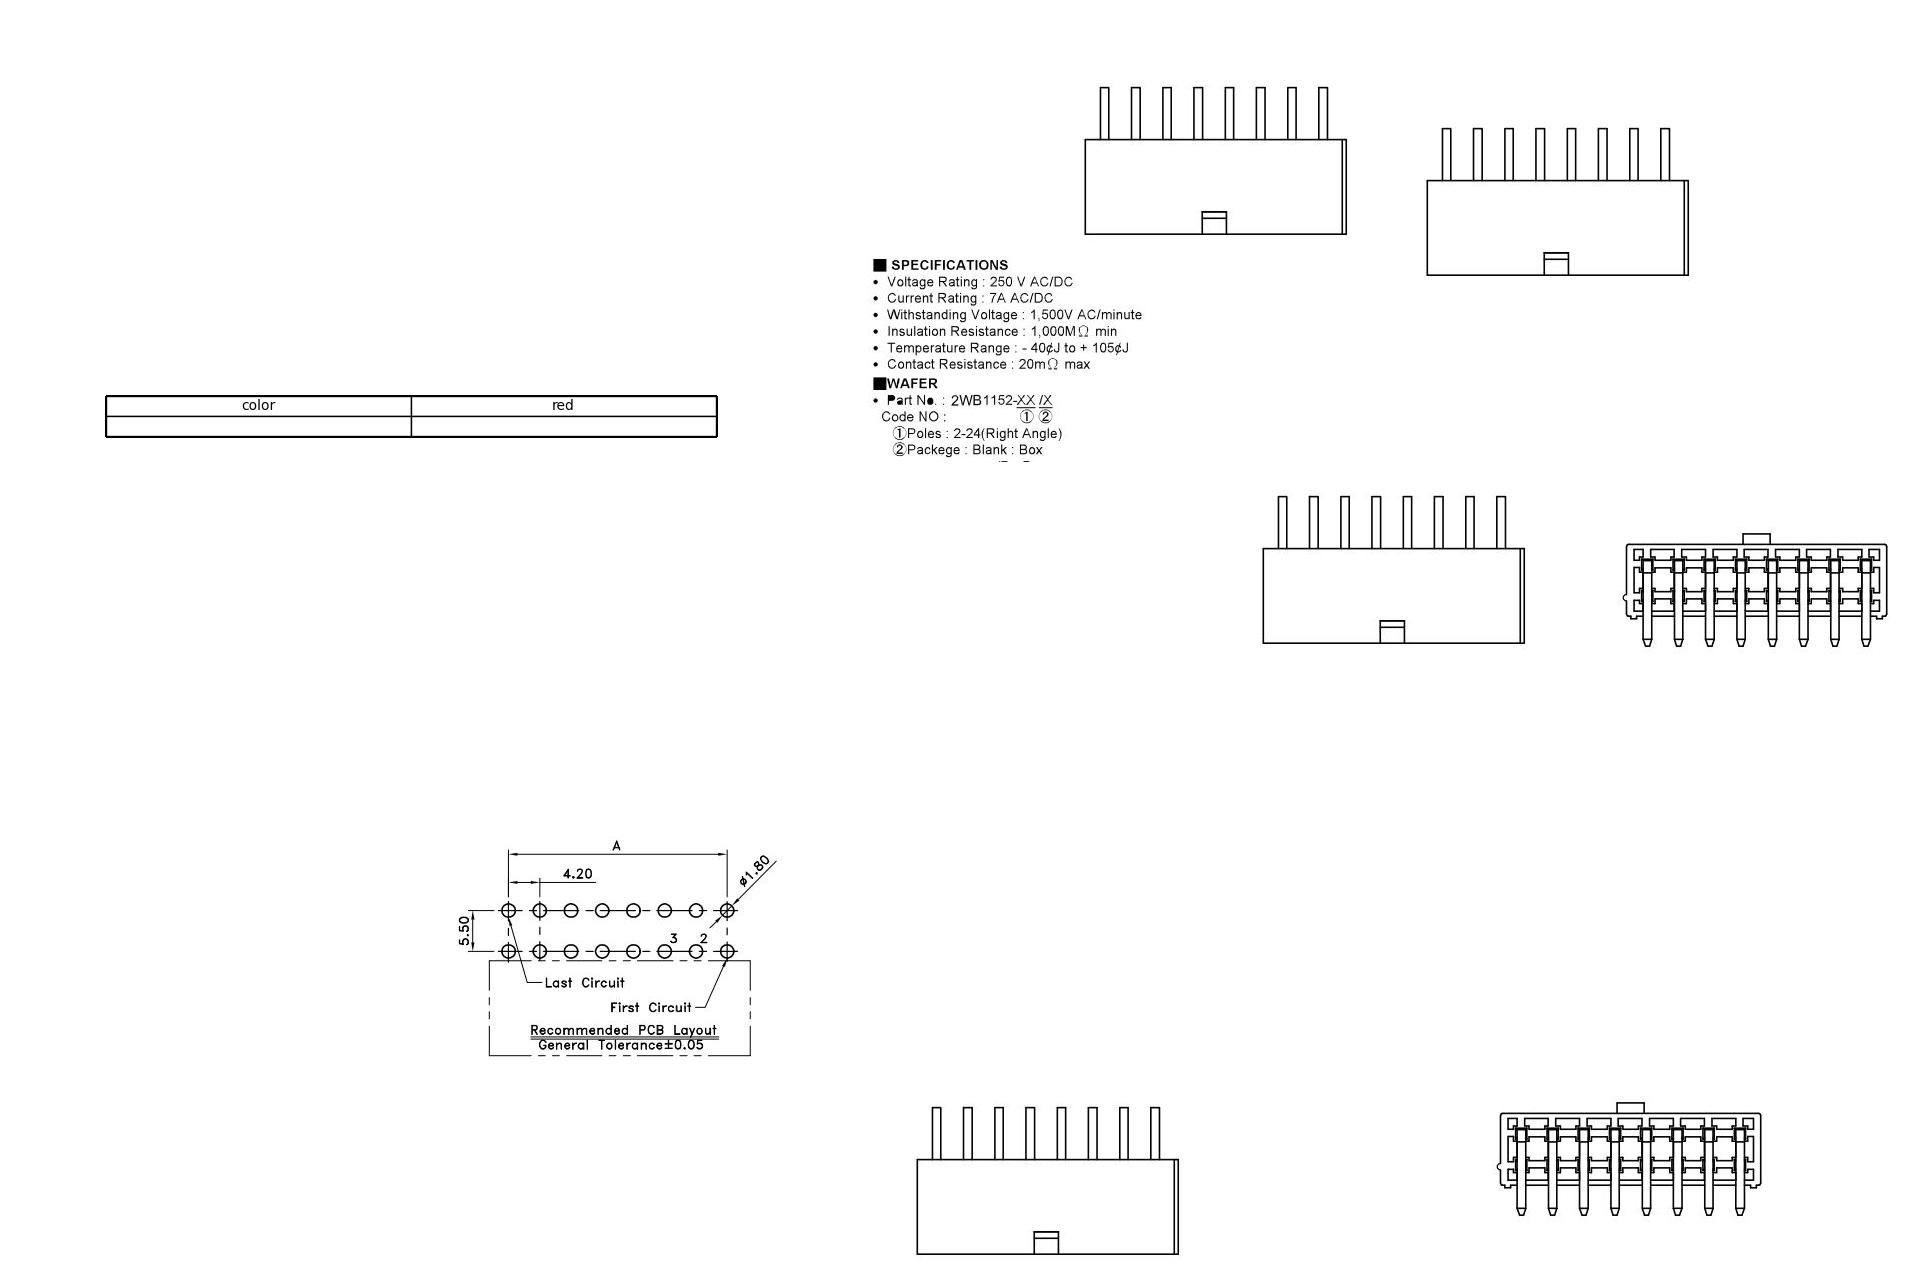 ■ SPECIFICATIONS
• Voltage Rating : 250 V AC/DC
• Current Rating : 7A AC/DC
• Withstanding Voltage : 1,500V AC/minute
• Insulation Resistance : 1,000MΩ min
• Temperature Range : - 40¢J to + 105¢J
• Contact Resistance : 20mΩ max
■WAFER
• Part No. : 2WB1152-XX /X
Code NO : ① ②
①Poles : 2-24(Right Angle)
②Packege : Blank : Box
color red
A
4.20
ø1.80
5.50
3 2
Last Circuit
First Circuit
Recommended PCB Layout
General Tolerance±0.05